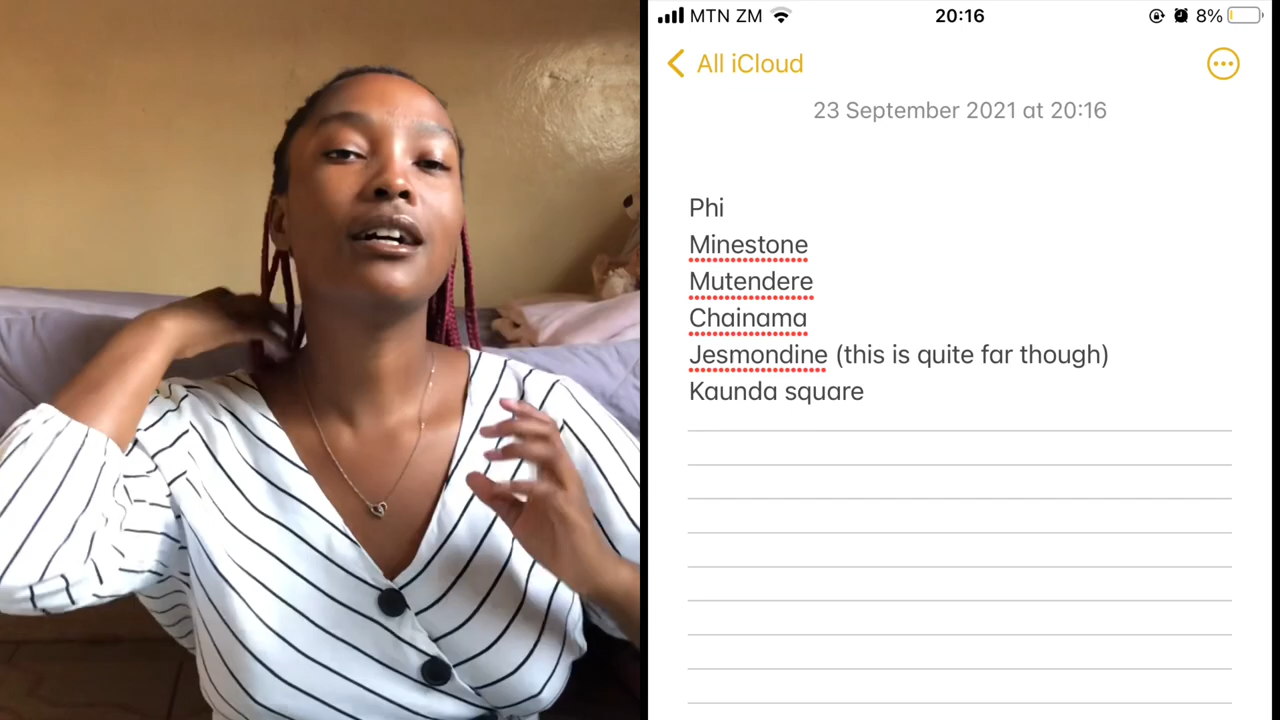 MTN ZM 20:16 8%
All iCloud
23 September 2021 at 20:16
Phi
Minestone
Mutendere
Chainama
Jesmondine (this is quite far though)
Kaunda square